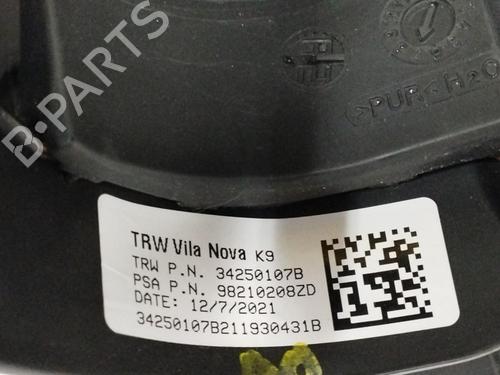 B-PARTS
>PUR<H2O
TRW Vila Nova K9
TRW P.N. 34250107B
PSA P.N. 98210208ZD
DATE: 12/7/2021
34250107B211930431B